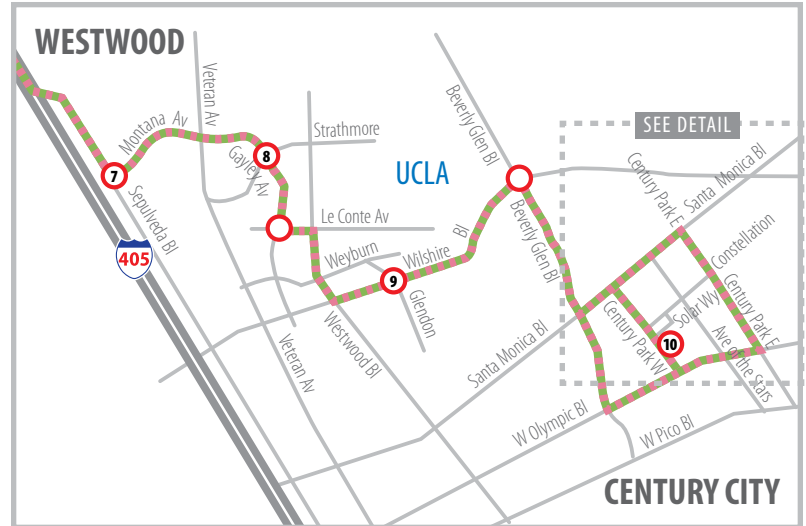 WESTWOOD
Veteran Av
Montana Av
8
Strathmore
Beverly Glen Bl
SEE DETAIL
Gayley Av
UCLA
7
Century Park E
Santa Monica Bl
Sepulveda Bl
Le Conte Av
Beverly Glen Bl
405
Weyburn
Wilshire Bl
Constellation
9
Glendon
Century Park E
Solar Wy
Westwood Bl
Century Park W
10
Ave of the Stars
Veteran Av
Santa Monica Bl
W Olympic Bl
W Pico Bl
CENTURY CITY